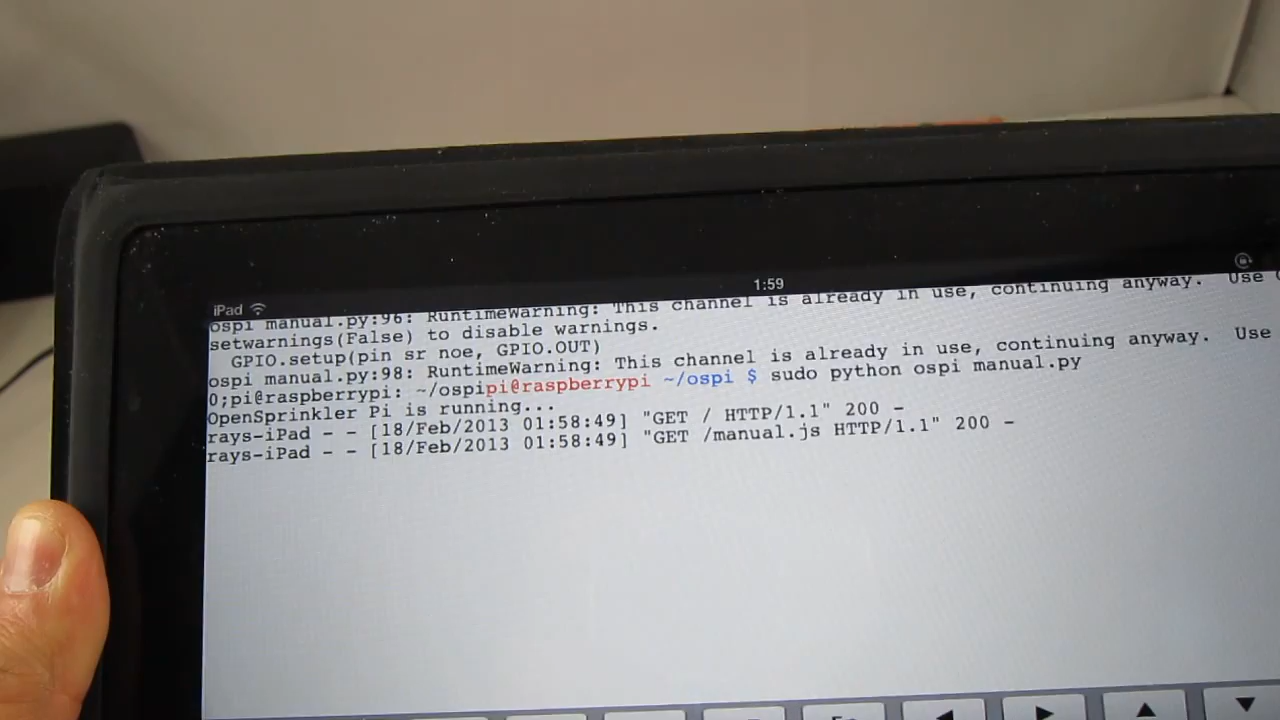 iPad
1:59
ospi manual.py:96: RuntimeWarning: This channel is already in use, continuing anyway. Use
setwarnings(False) to disable warnings.
GPIO.setup(pin sr noe, GPIO.OUT)
ospi manual.py:98: RuntimeWarning: This channel is already in use, continuing anyway. Use
0;pi@raspberrypi: ~/ospipi@raspberrypi ~/ospi $ sudo python ospi manual.py
OpenSprinkler Pi is running...
rays-iPad - - [18/Feb/2013 01:58:49] "GET / HTTP/1.1" 200 -
rays-iPad - - [18/Feb/2013 01:58:49] "GET /manual.js HTTP/1.1" 200 -